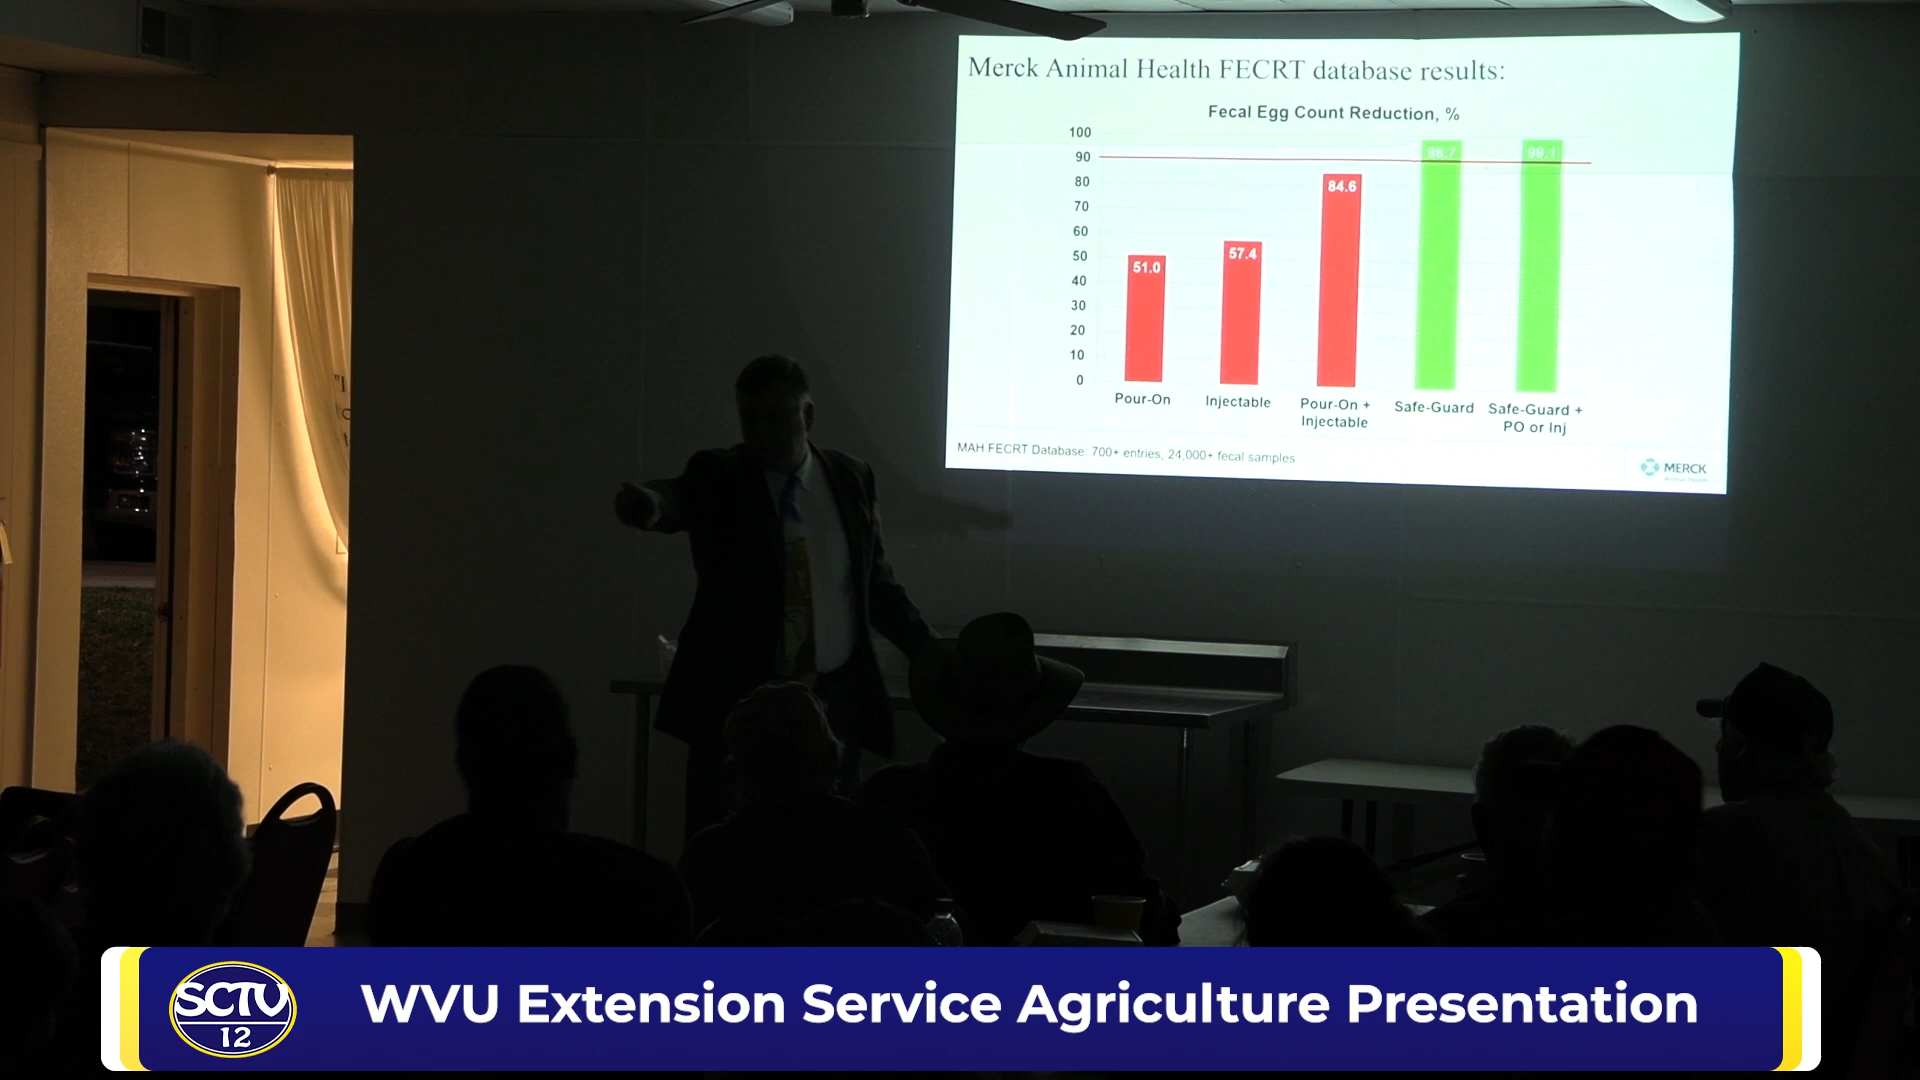 Merck Animal Health FECRT database results:
Fecal Egg Count Reduction, %
100
90
80
70
60
50
40
30
20
10
0
51.0
57.4
84.6
98.7
99.1
Pour-On
Injectable
Pour-On +
Injectable
Safe-Guard
Safe-Guard +
PO or Inj
MAH FECRT Database: 700+ entries, 24,000+ fecal samples
MERCK
Animal Health
SCTV
12
WVU Extension Service Agriculture Presentation